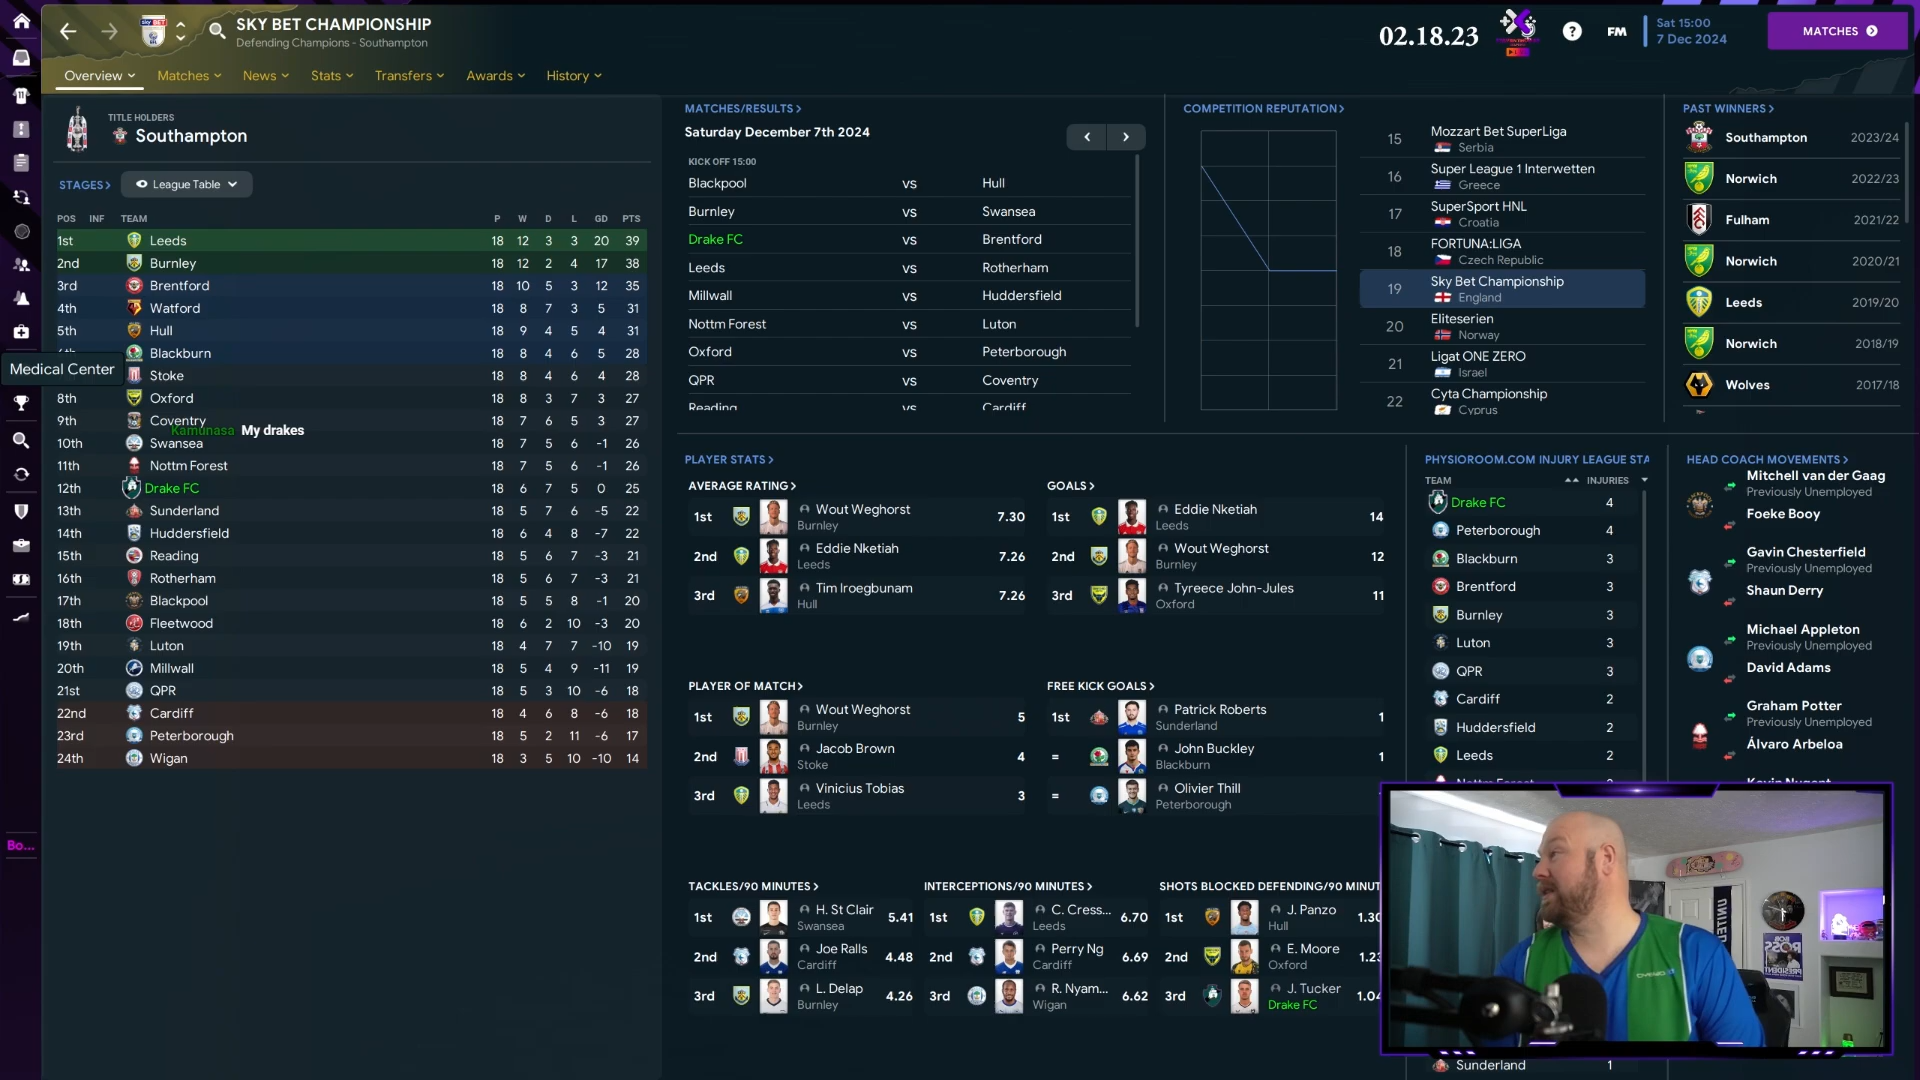 SKY BET CHAMPIONSHIP
Defending Champions - Southampton
02.18.23
FM
Sat 15:00
7 Dec 2024
MATCHES
Overview
Matches
News
Stats
Transfers
Awards
History
TITLE HOLDERS
Southampton
STAGES
League Table
POS INF TEAM P W D L GD PTS
1st Leeds 18 12 3 3 20 39
2nd Burnley 18 12 2 4 17 38
3rd Brentford 18 10 5 3 12 35
4th Watford 18 8 7 3 5 31
5th Hull 18 9 4 5 4 31
Blackburn 18 8 4 6 5 28
Medical Center
Stoke 18 8 4 6 4 28
8th Oxford 18 8 3 7 3 27
9th Coventry 18 7 6 5 3 27
Kamunasa My drakes
10th Swansea 18 7 5 6 -1 26
11th Nottm Forest 18 7 5 6 -1 26
12th Drake FC 18 6 7 5 0 25
13th Sunderland 18 5 7 6 -5 22
14th Huddersfield 18 6 4 8 -7 22
15th Reading 18 5 6 7 -3 21
16th Rotherham 18 5 6 7 -3 21
17th Blackpool 18 5 5 8 -1 20
18th Fleetwood 18 6 2 10 -3 20
19th Luton 18 4 7 7 -10 19
20th Millwall 18 5 4 9 -11 19
21st QPR 18 5 3 10 -6 18
22nd Cardiff 18 4 6 8 -6 18
23rd Peterborough 18 5 2 11 -6 17
24th Wigan 18 3 5 10 -10 14
Bo...
MATCHES/RESULTS
Saturday December 7th 2024
KICK OFF 15:00
Blackpool vs Hull
Burnley vs Swansea
Drake FC vs Brentford
Leeds vs Rotherham
Millwall vs Huddersfield
Nottm Forest vs Luton
Oxford vs Peterborough
QPR vs Coventry
Reading vs Cardiff
COMPETITION REPUTATION
15 Mozzart Bet SuperLiga
Serbia
16 Super League 1 Interwetten
Greece
17 SuperSport HNL
Croatia
18 FORTUNA:LIGA
Czech Republic
19 Sky Bet Championship
England
20 Eliteserien
Norway
21 Ligat ONE ZERO
Israel
22 Cyta Championship
Cyprus
PAST WINNERS
Southampton 2023/24
Norwich 2022/23
Fulham 2021/22
Norwich 2020/21
Leeds 2019/20
Norwich 2018/19
Wolves 2017/18
PLAYER STATS
AVERAGE RATING
1st Wout Weghorst 7.30
Burnley
2nd Eddie Nketiah 7.26
Leeds
3rd Tim Iroegbunam 7.26
Hull
GOALS
1st Eddie Nketiah 14
Leeds
2nd Wout Weghorst 12
Burnley
3rd Tyreece John-Jules 11
Oxford
PLAYER OF MATCH
1st Wout Weghorst 5
Burnley
2nd Jacob Brown 4
Stoke
3rd Vinicius Tobias 3
Leeds
FREE KICK GOALS
1st Patrick Roberts 1
Sunderland
= John Buckley 1
Blackburn
= Olivier Thill
Peterborough
TACKLES/90 MINUTES
1st H. St Clair 5.41
Swansea
2nd Joe Ralls 4.48
Cardiff
3rd L. Delap 4.26
Burnley
INTERCEPTIONS/90 MINUTES
1st C. Cress... 6.70
Leeds
2nd Perry Ng 6.69
Cardiff
3rd R. Nyam... 6.62
Wigan
SHOTS BLOCKED DEFENDING/90 MINUT
1st J. Panzo 1.30
Hull
2nd E. Moore 1.23
Oxford
3rd J. Tucker 1.04
Drake FC
PHYSIOROOM.COM INJURY LEAGUE STA
TEAM INJURIES
Drake FC 4
Peterborough 4
Blackburn 3
Brentford 3
Burnley 3
Luton 3
QPR 3
Cardiff 2
Huddersfield 2
Leeds 2
Nottm Forest 2
Sunderland 1
HEAD COACH MOVEMENTS
Mitchell van der Gaag
Previously Unemployed
Foeke Booy
Gavin Chesterfield
Previously Unemployed
Shaun Derry
Michael Appleton
Previously Unemployed
David Adams
Graham Potter
Previously Unemployed
Álvaro Arbeloa
Kevin Nugent